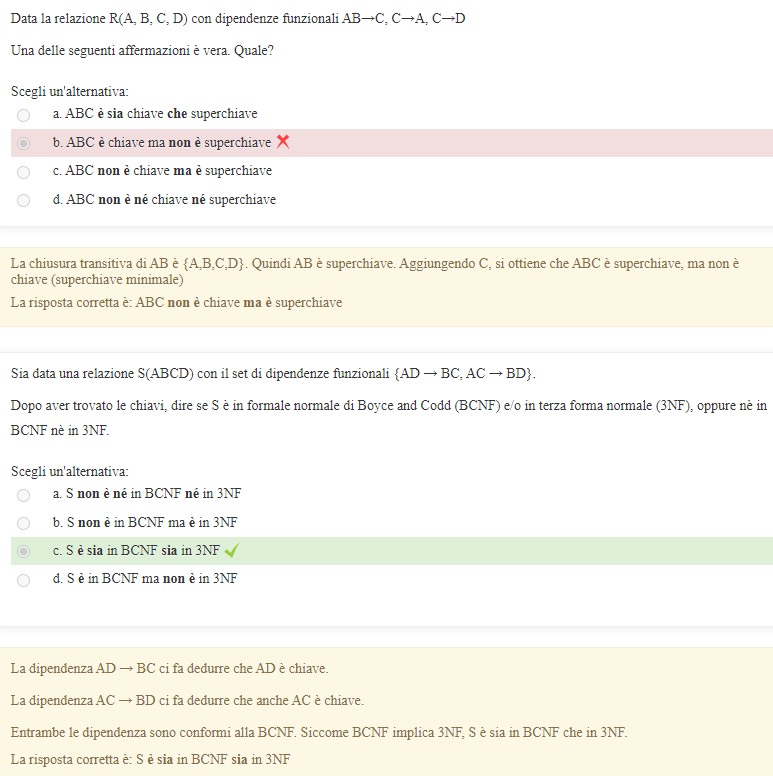 Data la relazione R(A, B, C, D) con dipendenze funzionali AB→C, C→A, C→D
Una delle seguenti affermazioni è vera. Quale?
Scegli un'alternativa:
a. ABC è sia chiave che superchiave
b. ABC è chiave ma non è superchiave
c. ABC non è chiave ma è superchiave
d. ABC non è né chiave né superchiave
La chiusura transitiva di AB è {A,B,C,D}. Quindi AB è superchiave. Aggiungendo C, si ottiene che ABC è superchiave, ma non è
chiave (superchiave minimale)
La risposta corretta è: ABC non è chiave ma è superchiave
Sia data una relazione S(ABCD) con il set di dipendenze funzionali {AD → BC, AC → BD}.
Dopo aver trovato le chiavi, dire se S è in formale normale di Boyce and Codd (BCNF) e/o in terza forma normale (3NF), oppure nè in
BCNF nè in 3NF.
Scegli un'alternativa:
a. S non è né in BCNF né in 3NF
b. S non è in BCNF ma è in 3NF
c. S è sia in BCNF sia in 3NF
d. S è in BCNF ma non è in 3NF
La dipendenza AD → BC ci fa dedurre che AD è chiave.
La dipendenza AC → BD ci fa dedurre che anche AC è chiave.
Entrambe le dipendenza sono conformi alla BCNF. Siccome BCNF implica 3NF, S è sia in BCNF che in 3NF.
La risposta corretta è: S è sia in BCNF sia in 3NF